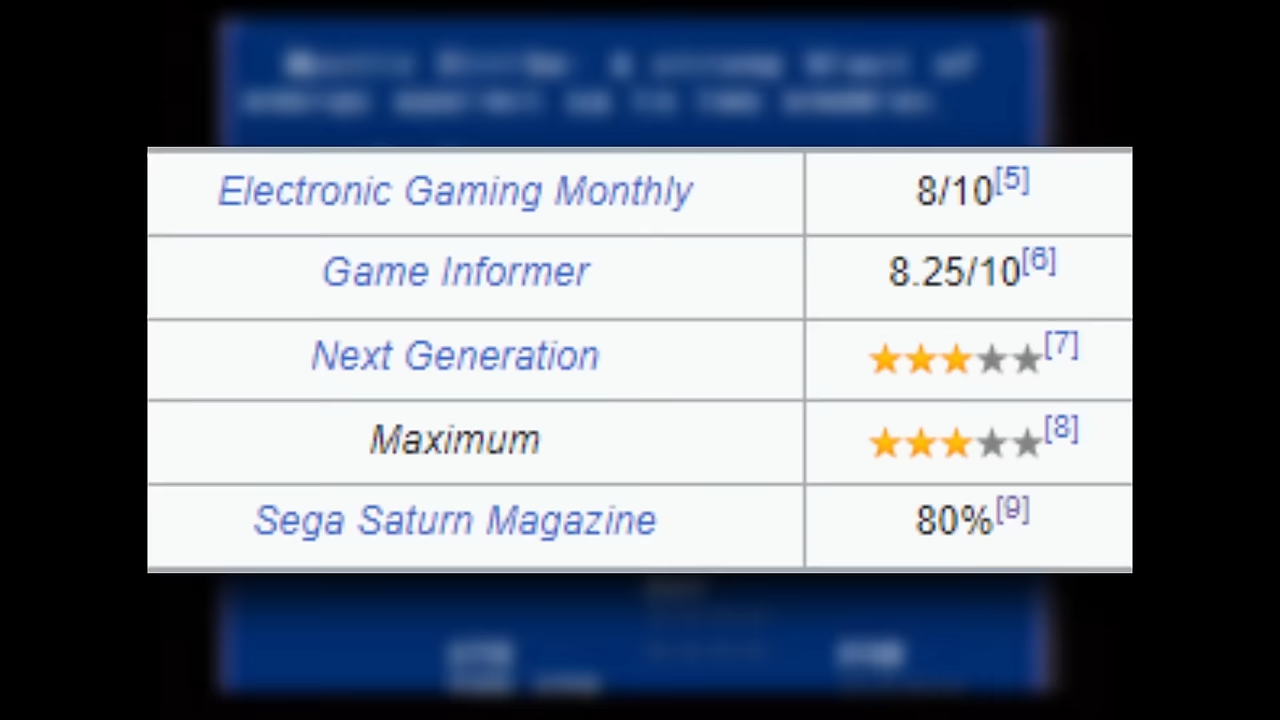 Electronic Gaming Monthly 8/10[5]
Game Informer 8.25/10[6]
Next Generation ★★★★★[7]
Maximum ★★★★★[8]
Sega Saturn Magazine 80%[9]